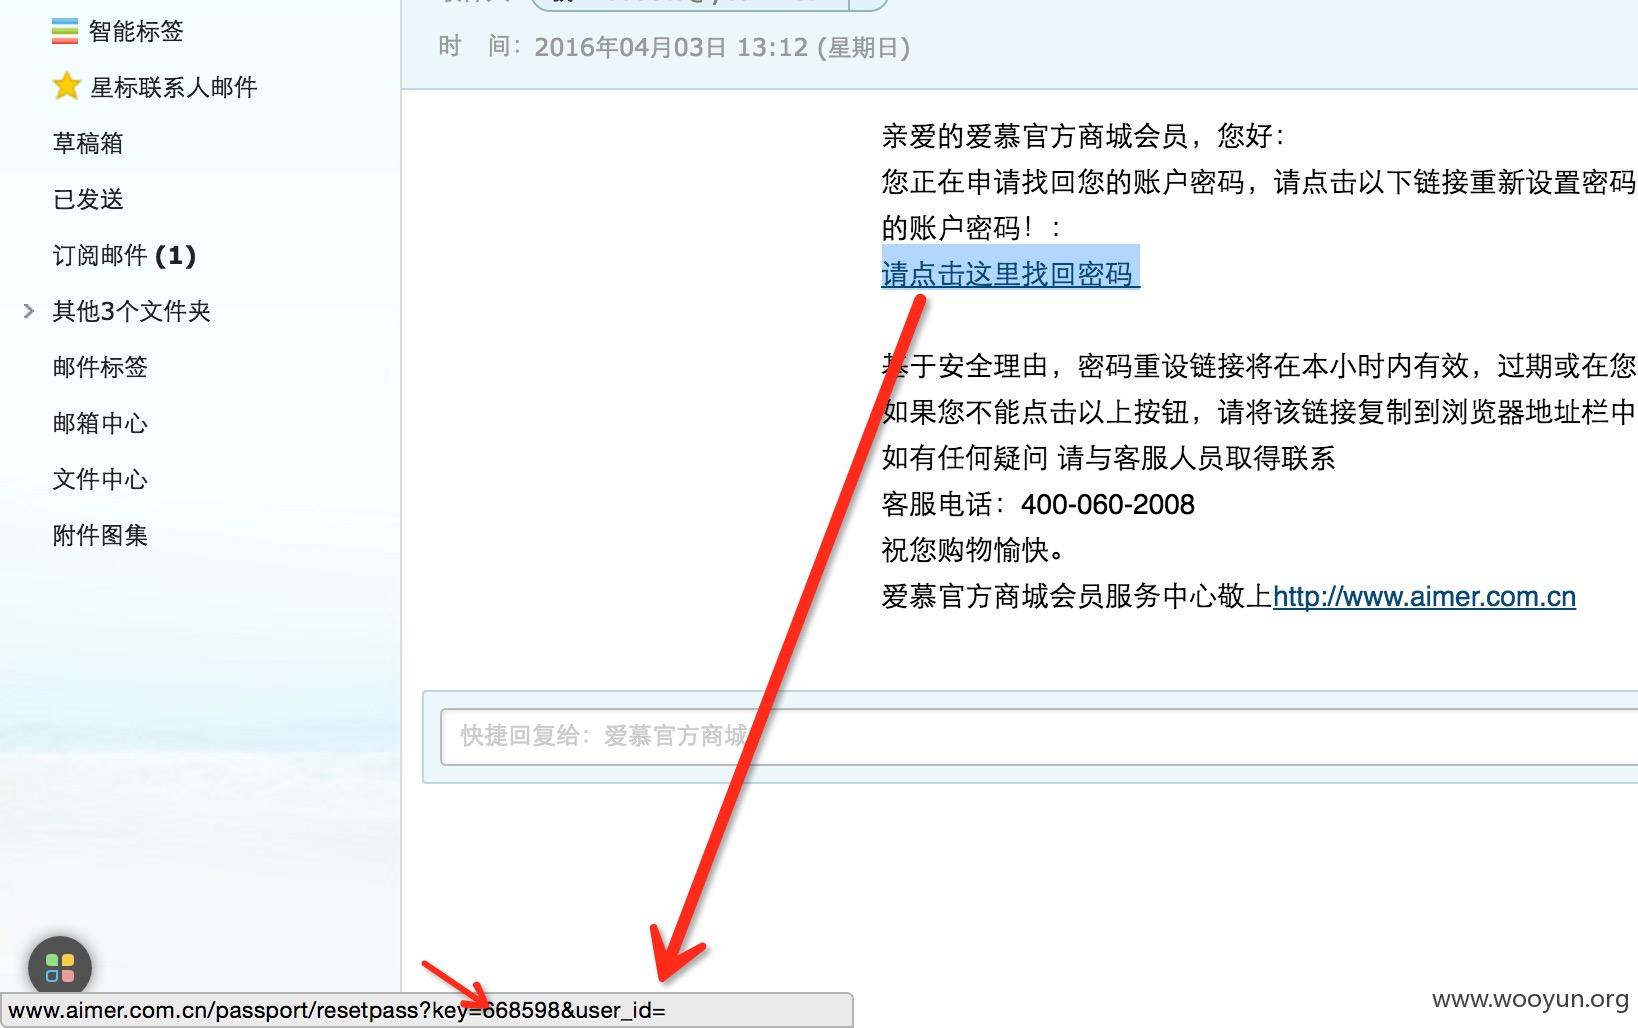 智能标签
星标联系人邮件
草稿箱
已发送
订阅邮件 (1)
其他3个文件夹
邮件标签
邮箱中心
文件中心
附件图集
时 间：2016年04月03日 13:12 (星期日)
亲爱的爱慕官方商城会员，您好：
您正在申请找回您的账户密码，请点击以下链接重新设置密码
的账户密码！：
请点击这里找回密码
基于安全理由，密码重设链接将在本小时内有效，过期或在您
如果您不能点击以上按钮，请将该链接复制到浏览器地址栏中
如有任何疑问 请与客服人员取得联系
客服电话：400-060-2008
祝您购物愉快。
爱慕官方商城会员服务中心敬上http://www.aimer.com.cn
快捷回复给：爱慕官方商城
www.aimer.com.cn/passport/resetpass?key=668598&user_id=
www.wooyun.org